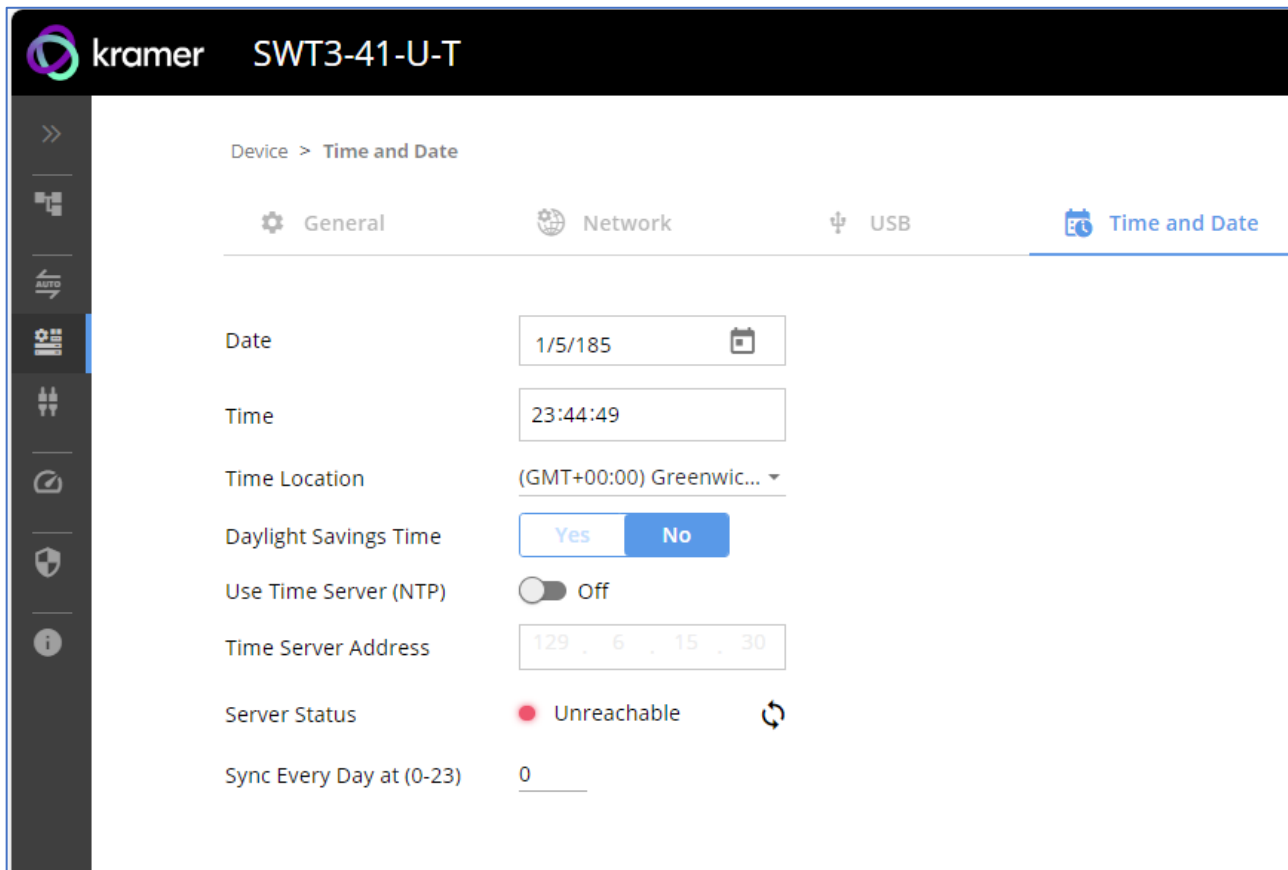 kramer SWT3-41-U-T
Device > Time and Date
General Network USB Time and Date
AUTO
Date 1/5/185
Time 23:44:49
Time Location (GMT+00:00) Greenwic...
Daylight Savings Time Yes No
Use Time Server (NTP) Off
Time Server Address 129 . 6 . 15 . 30
Server Status Unreachable
Sync Every Day at (0-23) 0